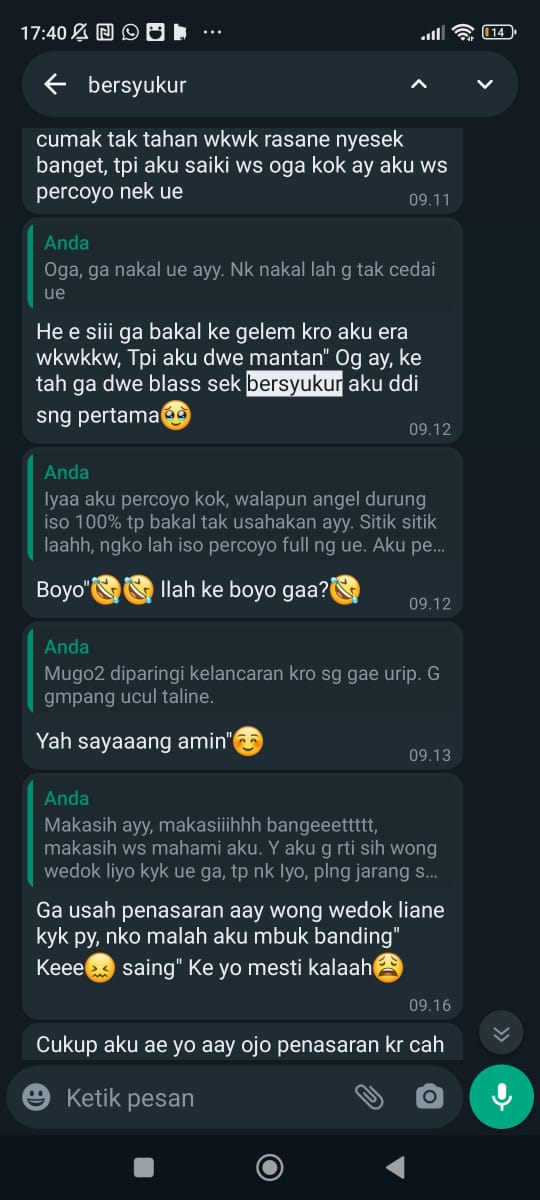 17:40
14
bersyukur
cumak tak tahan wkwk rasane nyesek
banget, tpi aku saiki ws oga kok ay aku ws
percoyo nek ue
09.11
Anda
Oga, ga nakal ue ayy. Nk nakal lah g tak cedai
ue
He e siii ga bakal ke gelem kro aku era
wkwkkw, Tpi aku dwe mantan" Og ay, ke
tah ga dwe blass sek bersyukur aku ddi
sng pertama🥹
09.12
Anda
Iyaa aku percoyo kok, walapun angel durung
iso 100% tp bakal tak usahakan ayy. Sitik sitik
laahh, ngko lah iso percoyo full ng ue. Aku pe...
Boyo"🤣🤣 llah ke boyo gaa?🤣
09.12
Anda
Mugo2 diparingi kelancaran kro sg gae urip. G
gmpang ucul taline.
Yah sayaaang amin"☺️
09.13
Anda
Makasih ayy, makasiiihhh bangeeettttt,
makasih ws mahami aku. Y aku g rti sih wong
wedok liyo kyk ue ga, tp nk Iyo, plng jarang s...
Ga usah penasaran aay wong wedok liane
kyk py, nko malah aku mbuk banding"
Keee😖 saing" Ke yo mesti kalaah😩
09.16
Cukup aku ae yo aay ojo penasaran kr cah
Ketik pesan